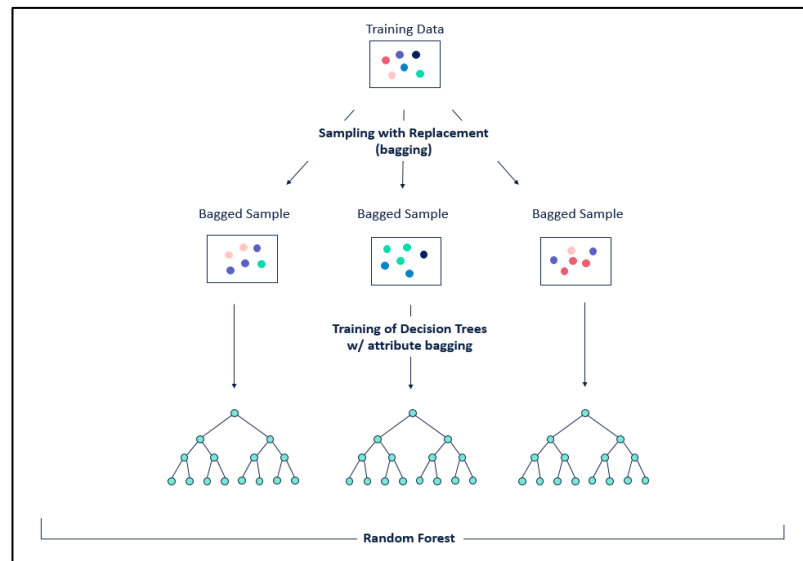 Training Data
Sampling with Replacement
(bagging)
Bagged Sample
Bagged Sample
Bagged Sample
Training of Decision Trees
w/ attribute bagging
Random Forest